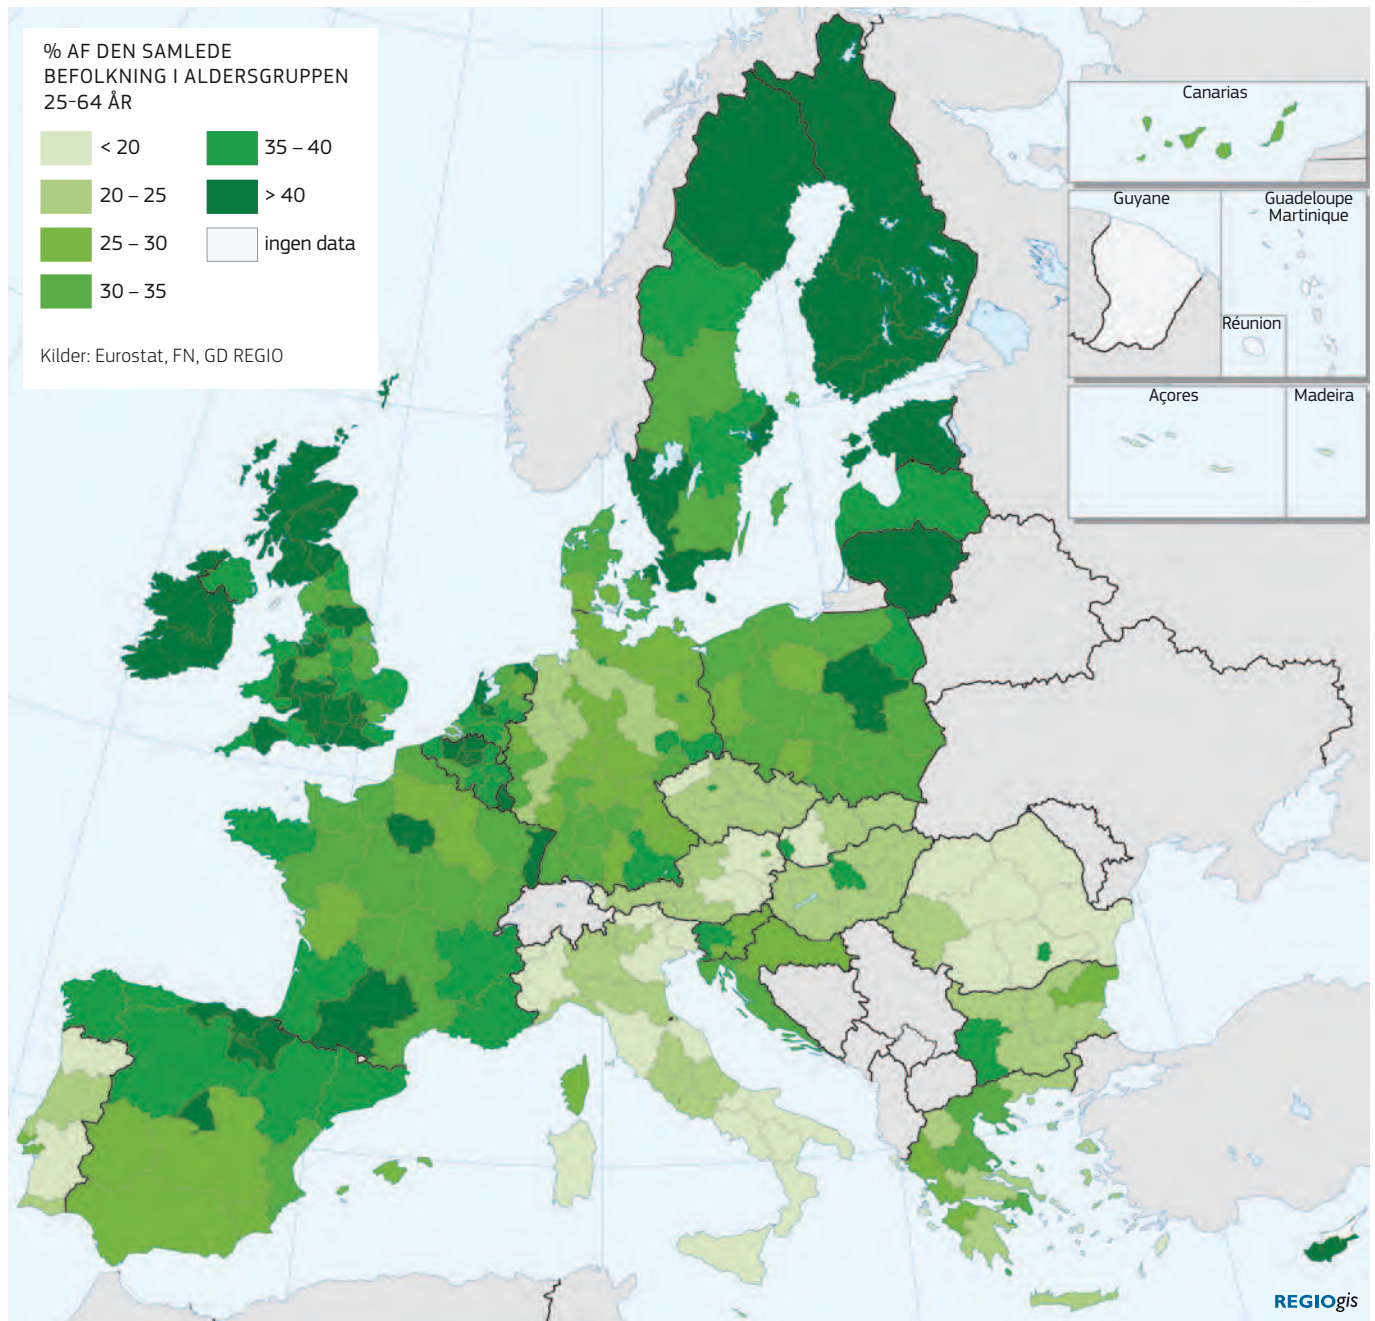 % AF DEN SAMLEDE
BEFOLKNING I ALDERSGRUPPEN
25-64 ÅR
< 20
20 – 25
25 – 30
30 – 35
35 – 40
> 40
ingen data
Kilder: Eurostat, FN, GD REGIO
Canarias
Guyane
Guadeloupe
Martinique
Réunion
Açores
Madeira
REGIOgis